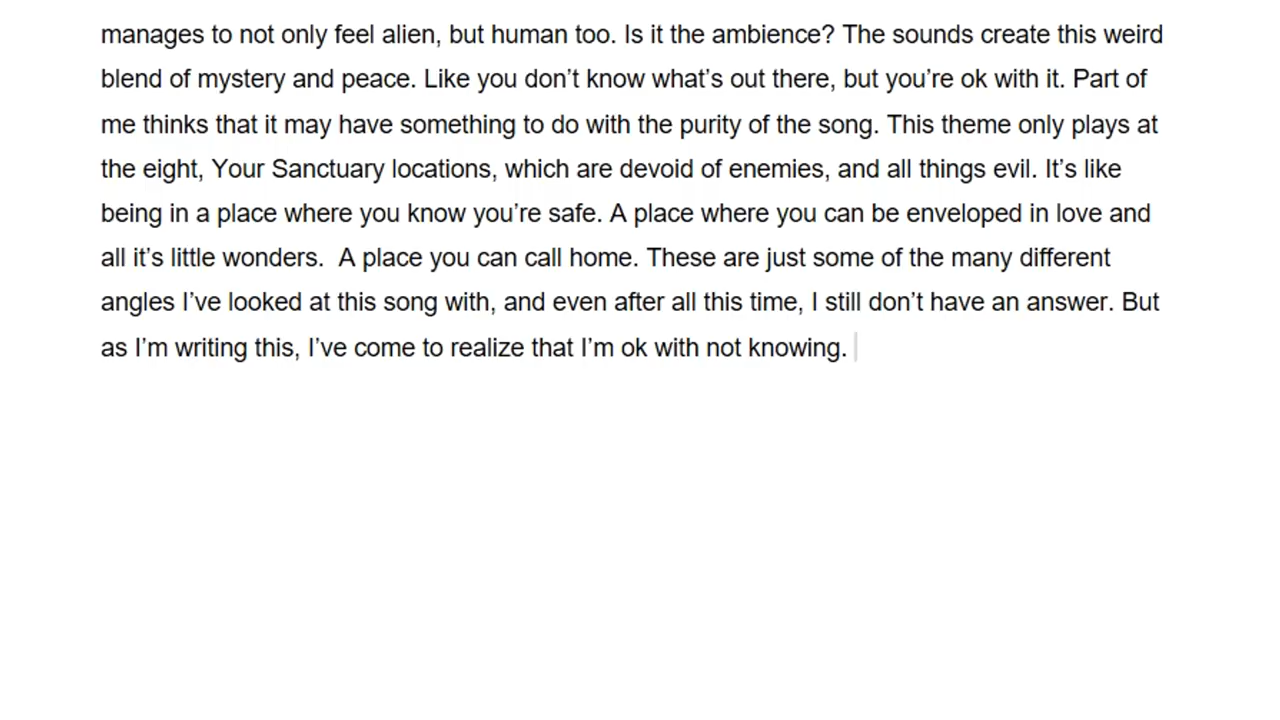 manages to not only feel alien, but human too. Is it the ambience? The sounds create this weird
blend of mystery and peace. Like you don’t know what’s out there, but you’re ok with it. Part of
me thinks that it may have something to do with the purity of the song. This theme only plays at
the eight, Your Sanctuary locations, which are devoid of enemies, and all things evil. It’s like
being in a place where you know you’re safe. A place where you can be enveloped in love and
all it’s little wonders.  A place you can call home. These are just some of the many different
angles I’ve looked at this song with, and even after all this time, I still don’t have an answer. But
as I’m writing this, I’ve come to realize that I’m ok with not knowing.